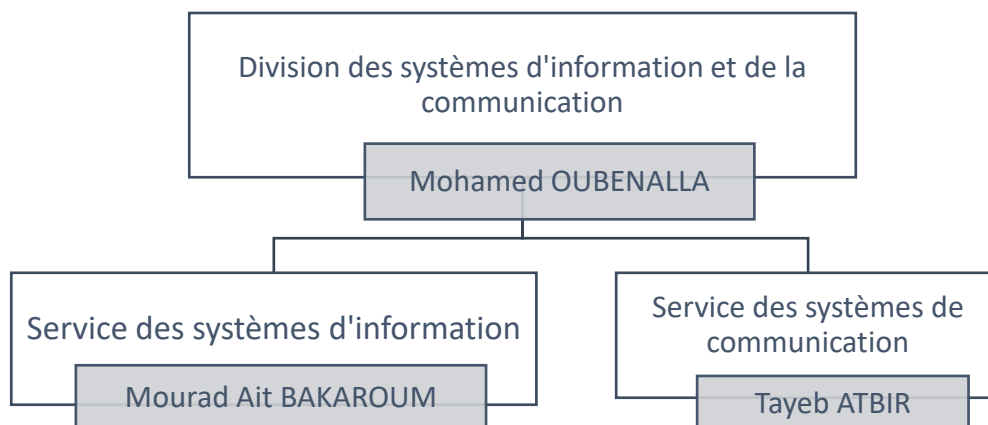 Division des systèmes d'information et de la
communication
Mohamed OUBENALLA
Service des systèmes d'information
Mourad Ait BAKAROUM
Service des systèmes de
communication
Tayeb ATBIR